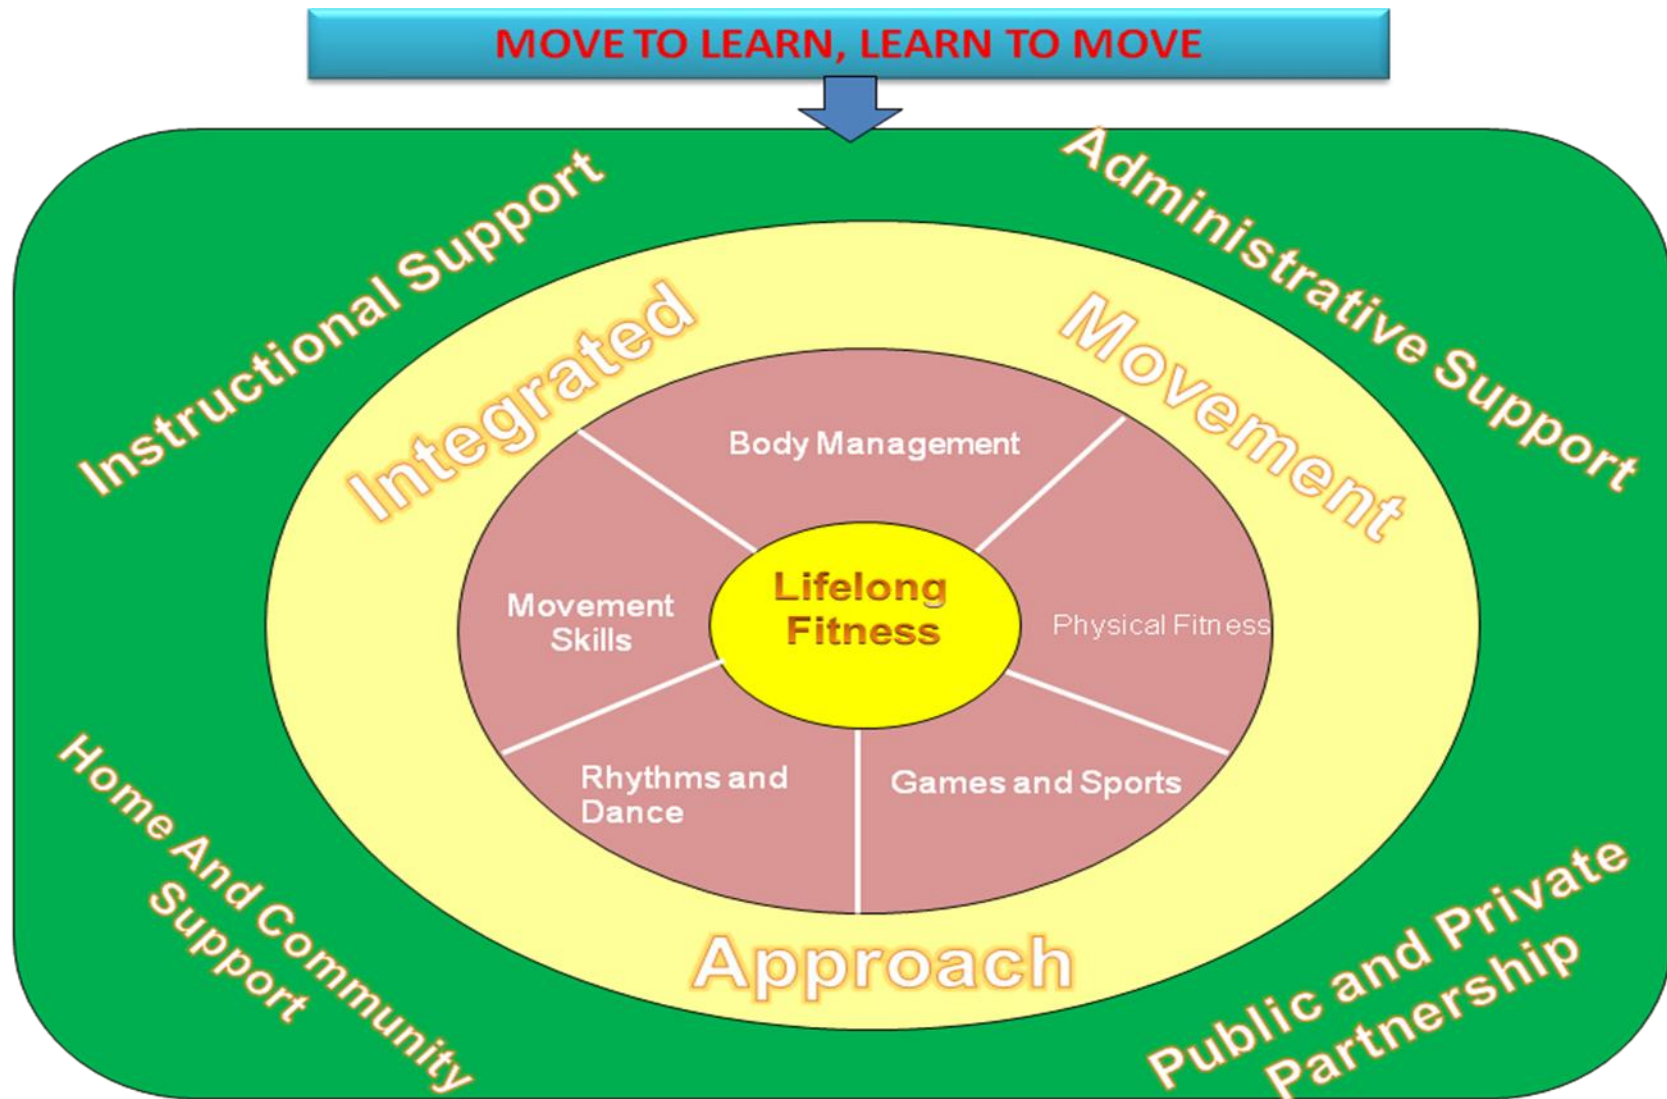 MOVE TO LEARN, LEARN TO MOVE
Instructional Support
Administrative Support
Integrated
Movement
Body Management
Lifelong
Fitness
Movement
Skills
Physical Fitness
Rhythms and
Dance
Games and Sports
Home And Community
Support
Approach
Public and Private
Partnership